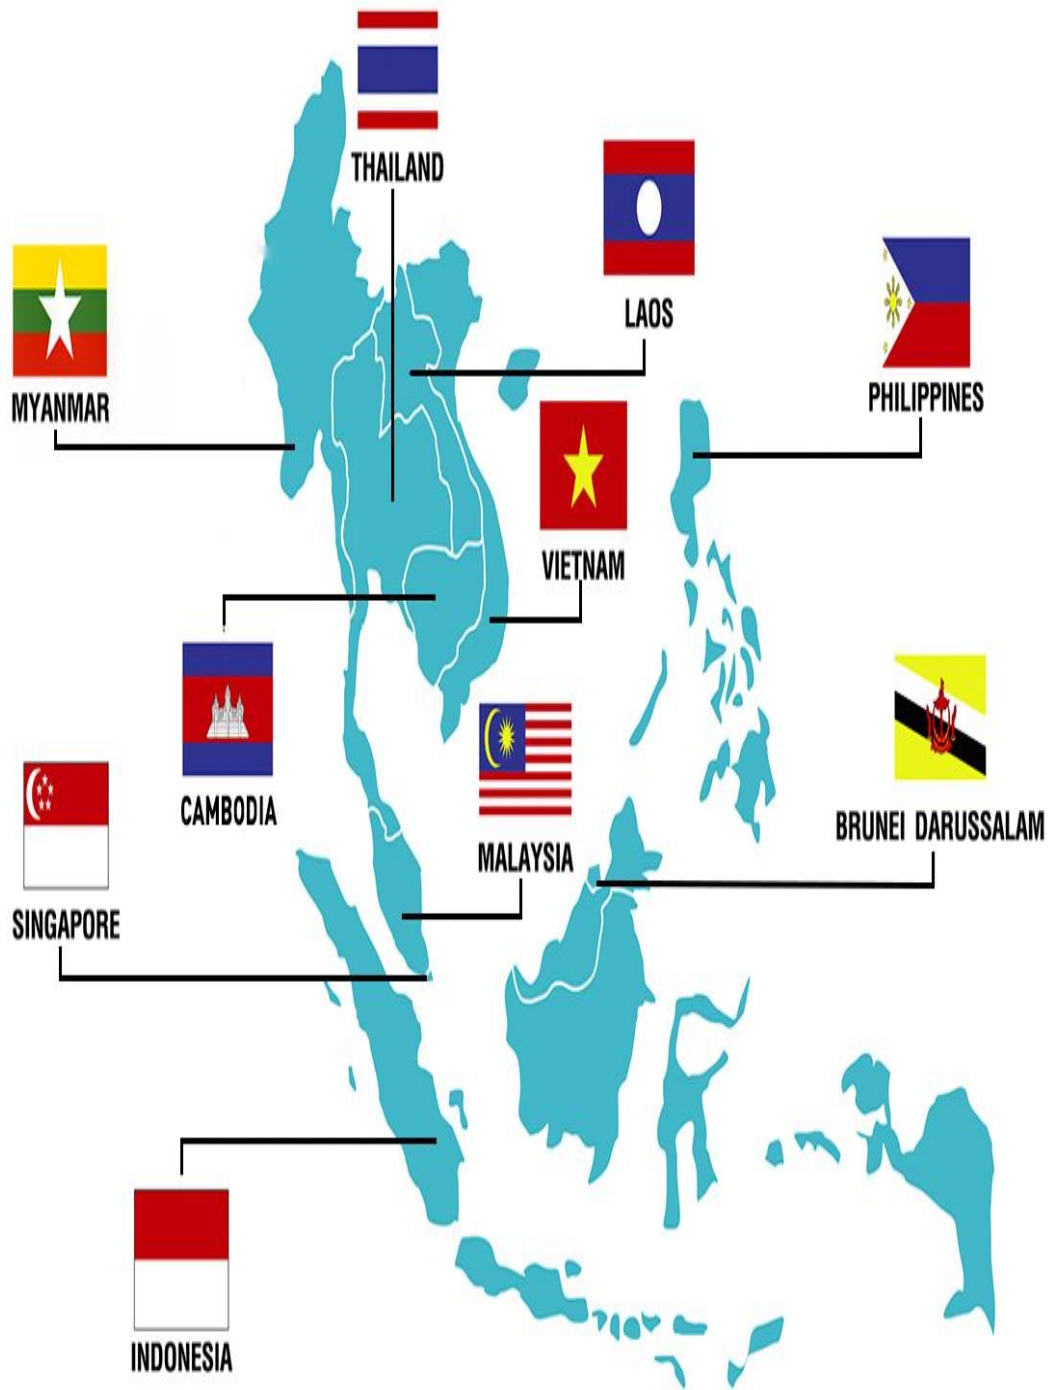 THAILAND
LAOS
MYANMAR
PHILIPPINES
VIETNAM
CAMBODIA
BRUNEI DARUSSALAM
MALAYSIA
SINGAPORE
INDONESIA